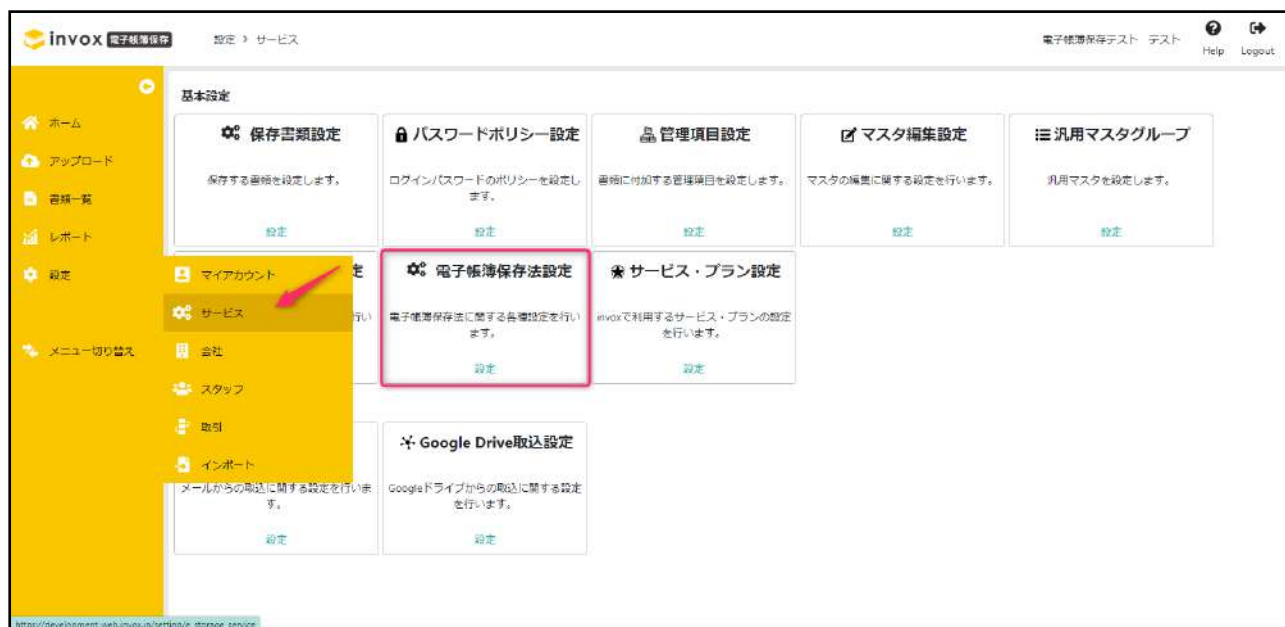 invox 電子帳簿保存
設定 > サービス
電子帳簿保存テスト テスト
Help
Logout
ホーム
アップロード
書類一覧
レポート
設定
メニュー切り替え
マイアカウント
サービス
会社
スタッフ
取引
インポート
基本設定
保存書類設定
保存する書類を設定します。
設定
パスワードポリシー設定
ログインパスワードのポリシーを設定し
ます。
設定
管理項目設定
書類に付加する管理項目を設定します。
設定
マスタ編集設定
マスタの編集に関する設定を行います。
設定
汎用マスタグループ
汎用マスタを設定します。
設定
定
行い
電子帳簿保存法設定
電子帳簿保存法に関する各種設定を行い
ます。
設定
サービス・プラン設定
invoxで利用するサービス・プランの設定
を行います。
設定
メールからの取込に関する設定を行いま
す。
設定
Google Drive取込設定
Googleドライブからの取込に関する設定
を行います。
設定
https://development.web.invox.jp/setting/e_storage_service